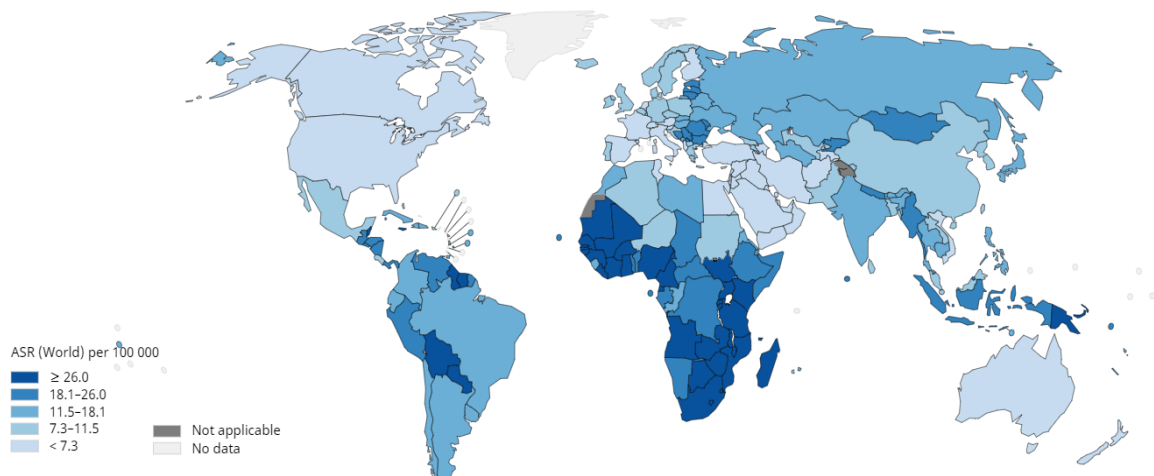 ASR (World) per 100 000
≥ 26.0
18.1–26.0
11.5–18.1
7.3–11.5
< 7.3
Not applicable
No data